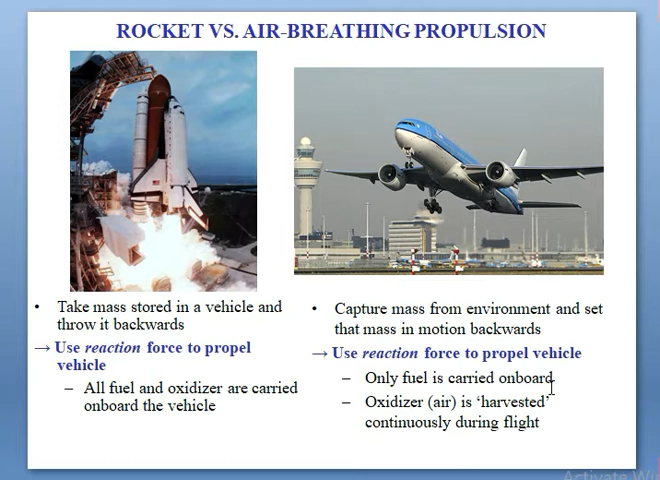 ROCKET VS. AIR-BREATHING PROPULSION
• Take mass stored in a vehicle and
throw it backwards
→ Use reaction force to propel
vehicle
– All fuel and oxidizer are carried
onboard the vehicle
• Capture mass from environment and set
that mass in motion backwards
→ Use reaction force to propel vehicle
– Only fuel is carried onboard
– Oxidizer (air) is ‘harvested’
continuously during flight
Activate